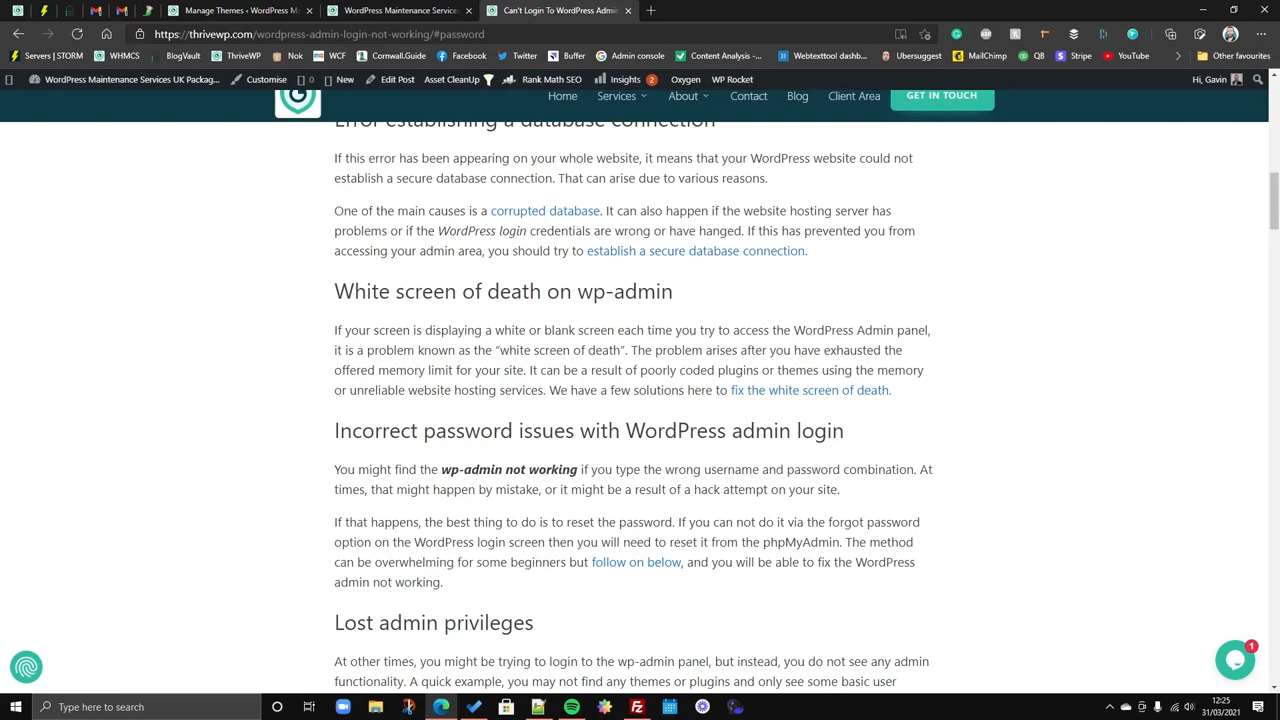 Manage Themes ‹ WordPress M
WordPress Maintenance Services
Can't Login To WordPress Admin
https://thrivewp.com/wordpress-admin-login-not-working/#password
Servers | STORM
WHMCS
BlogVault
ThriveWP
Nok
WCF
Cornwall.Guide
Facebook
Twitter
Buffer
Admin console
Content Analysis -...
Webtexttool dashb...
Ubersuggest
MailChimp
QB
Stripe
YouTube
Other favourites
WordPress Maintenance Services UK Packag...
Customise
0
New
Edit Post
Asset CleanUp
Rank Math SEO
Insights 2
Oxygen
WP Rocket
Hi, Gavin
Home
Services
About
Contact
Blog
Client Area
GET IN TOUCH
Error establishing a database connection
If this error has been appearing on your whole website, it means that your WordPress website could not
establish a secure database connection. That can arise due to various reasons.
One of the main causes is a corrupted database. It can also happen if the website hosting server has
problems or if the WordPress login credentials are wrong or have hanged. If this has prevented you from
accessing your admin area, you should try to establish a secure database connection.
White screen of death on wp-admin
If your screen is displaying a white or blank screen each time you try to access the WordPress Admin panel,
it is a problem known as the “white screen of death”. The problem arises after you have exhausted the
offered memory limit for your site. It can be a result of poorly coded plugins or themes using the memory
or unreliable website hosting services. We have a few solutions here to fix the white screen of death.
Incorrect password issues with WordPress admin login
You might find the wp-admin not working if you type the wrong username and password combination. At
times, that might happen by mistake, or it might be a result of a hack attempt on your site.
If that happens, the best thing to do is to reset the password. If you can not do it via the forgot password
option on the WordPress login screen then you will need to reset it from the phpMyAdmin. The method
can be overwhelming for some beginners but follow on below, and you will be able to fix the WordPress
admin not working.
Lost admin privileges
At other times, you might be trying to login to the wp-admin panel, but instead, you do not see any admin
functionality. A quick example, you may not find any themes or plugins and only see some basic user
1
Type here to search
12:25
31/03/2021